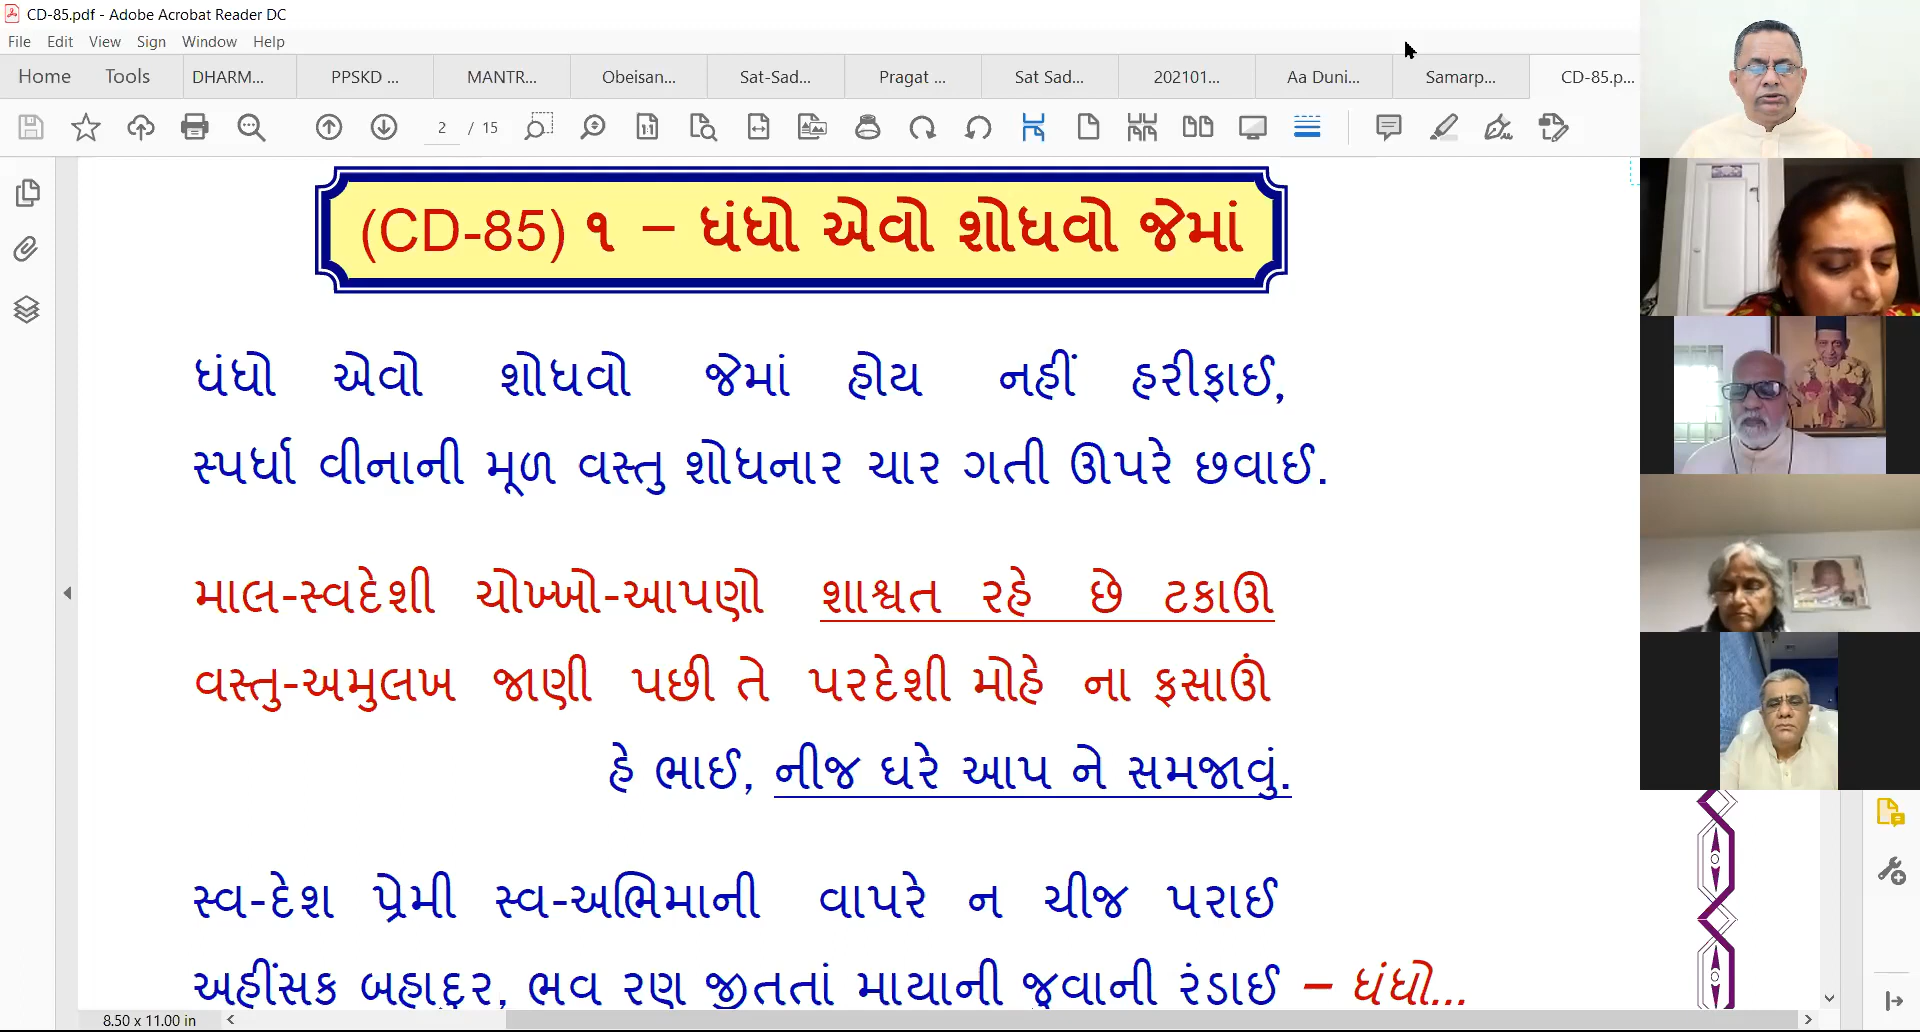 CD-85.pdf - Adobe Acrobat Reader DC
File Edit View Sign Window Help
Home Tools DHARM... PPSKD ... MANTR... Obeisan... Sat-Sad... Pragat ... Sat Sad... 202101... Aa Duni... Samarp... CD-85.p...
2 / 15
(CD-85) ૧ – ધંધો એવો શોધવો જેમાં
ધંધો એવો શોધવો જેમાં હોય નહીં હરીફાઈ,
સ્પર્ધા વીનાની મૂળ વસ્તુ શોધનાર ચાર ગતી ઊપરે છવાઈ.
માલ-સ્વદેશી ચોખ્ખો-આપણો શાશ્વત રહે છે ટકાઊ
વસ્તુ-અમુલખ જાણી પછી તે પરદેશી મોહે ના ફસાઊં
હે ભાઈ, નીજ ઘરે આપ ને સમજાવું.
સ્વ-દેશ પ્રેમી સ્વ-અભિમાની વાપરે ન ચીજ પરાઈ
અહીંસક બહાદુર, ભવ રણ જીતતાં માયાની જુવાની રંડાઈ – ધંધો...
8.50 x 11.00 in